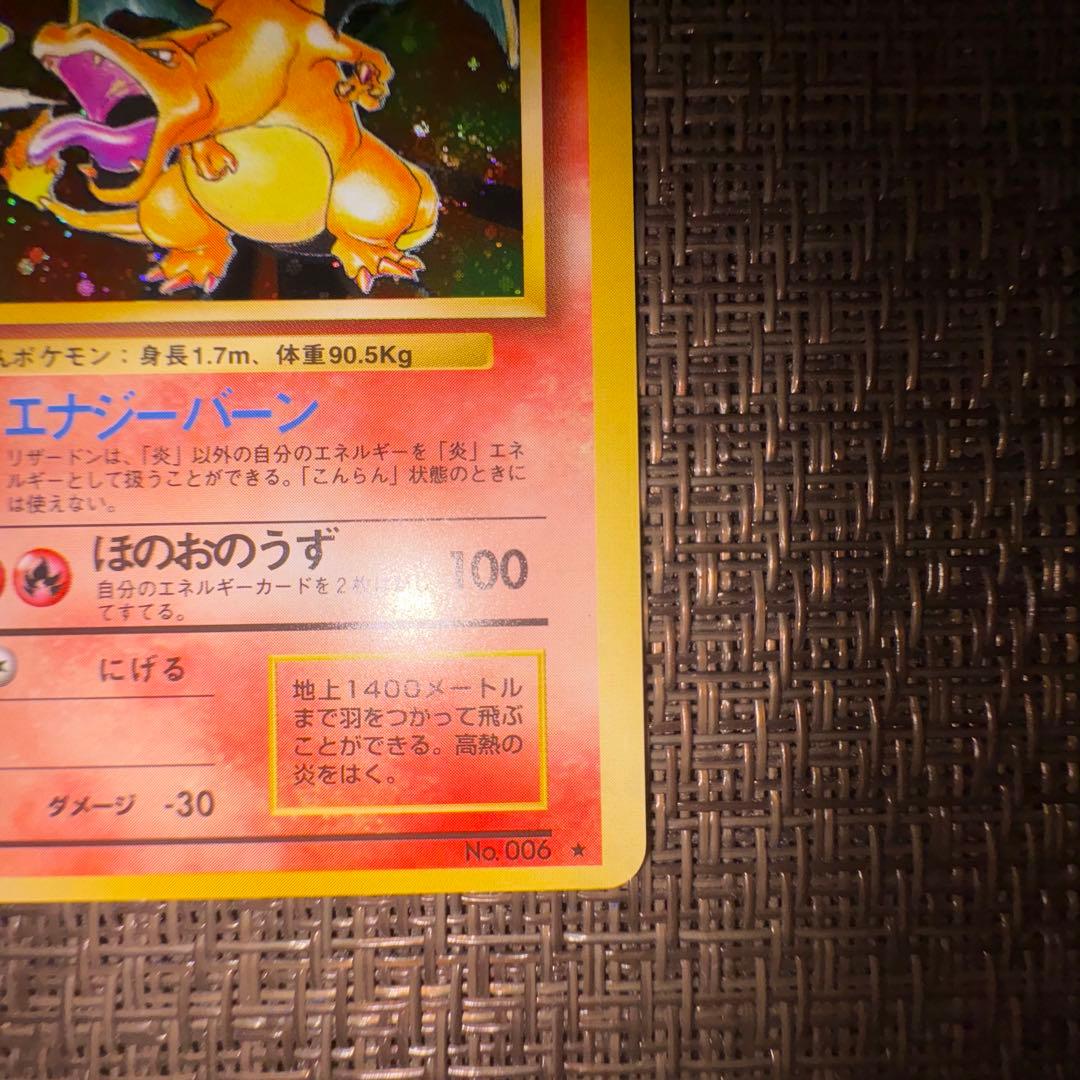 んポケモン：身長1.7m、体重90.5Kg
エナジーバーン
リザードンは、「炎」以外の自分のエネルギーを「炎」エネ
ルギーとして扱うことができる。「こんらん」状態のときに
は使えない。
ほのおのうず 100
自分のエネルギーカードを2枚
てすてる。
にげる
地上1400メートル
まで羽をつかって飛ぶ
ことができる。高熱の
炎をはく。
ダメージ -30
No. 006 ★